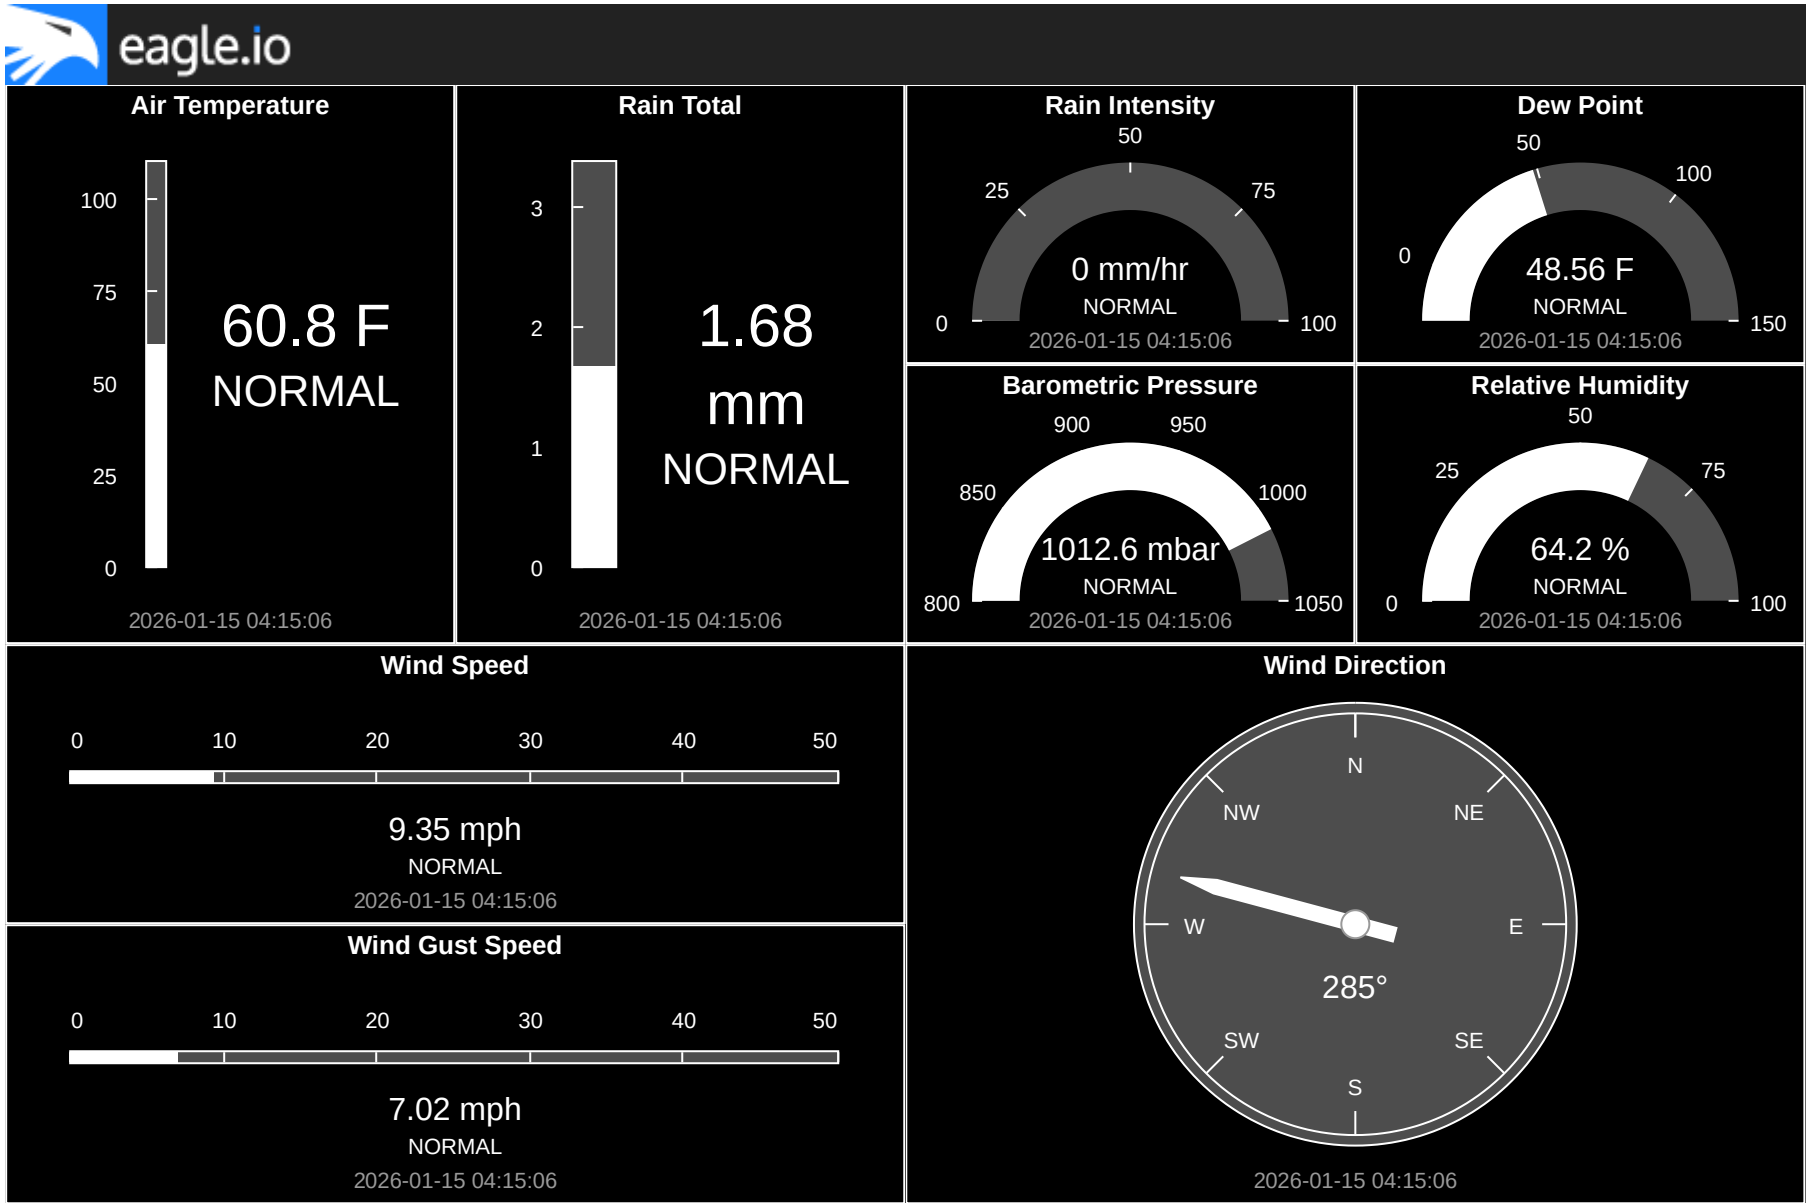 eagle.io
Air Temperature
100
75
50
25
0
60.8 F
NORMAL
2026-01-15 04:15:06
Rain Total
3
2
1
0
1.68
mm
NORMAL
2026-01-15 04:15:06
Rain Intensity
0
25
50
75
100
0 mm/hr
NORMAL
2026-01-15 04:15:06
Dew Point
0
50
100
150
48.56 F
NORMAL
2026-01-15 04:15:06
Barometric Pressure
800
850
900
950
1000
1050
1012.6 mbar
NORMAL
2026-01-15 04:15:06
Relative Humidity
0
25
50
75
100
64.2 %
NORMAL
2026-01-15 04:15:06
Wind Speed
0 10 20 30 40 50
9.35 mph
NORMAL
2026-01-15 04:15:06
Wind Gust Speed
0 10 20 30 40 50
7.02 mph
NORMAL
2026-01-15 04:15:06
Wind Direction
N
NW NE
W E
285°
SW SE
S
2026-01-15 04:15:06